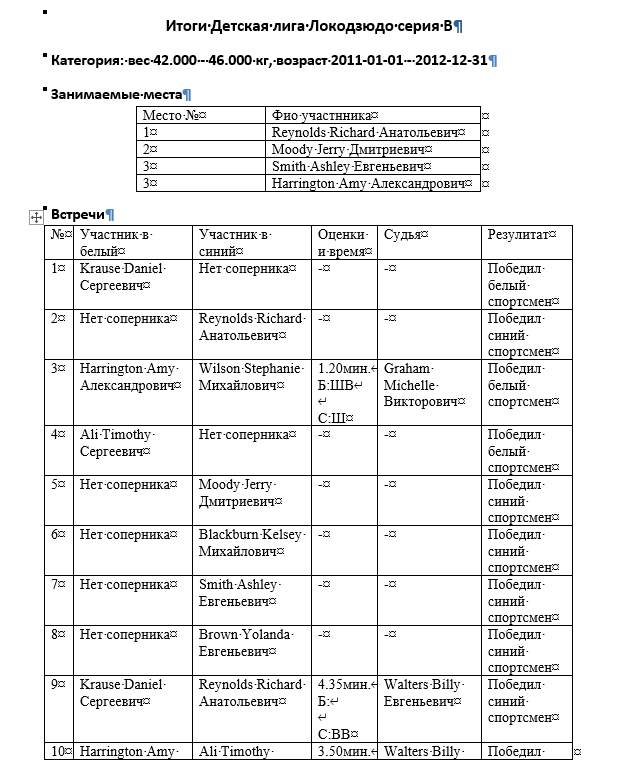 Итоги Детская лига Локодзюдо серия В
Категория: вес 42.000 - 46.000 кг, возраст 2011-01-01 - 2012-12-31
Занимаемые места
Место № Фио участнника
1 Reynolds Richard Анатольевич
2 Moody Jerry Дмитриевич
3 Smith Ashley Евгеньевич
3 Harrington Amy Александрович
Встречи
№ Участник в Участник в Оценки Судья Резулитат
белый синий и время
1 Krause Daniel Нет соперника - - Победил
Сергеевич белый
спортсмен
2 Нет соперника Reynolds Richard - - Победил
Анатольевич синий
спортсмен
3 Harrington Amy Wilson Stephanie 1.20мин. Graham Победил
Александрович Михайлович Б:ШВ Michelle белый
Викторович спортсмен
С:Ш
4 Ali Timothy Нет соперника - - Победил
Сергеевич белый
спортсмен
5 Нет соперника Moody Jerry - - Победил
Дмитриевич синий
спортсмен
6 Нет соперника Blackburn Kelsey - - Победил
Михайлович синий
спортсмен
7 Нет соперника Smith Ashley - - Победил
Евгеньевич синий
спортсмен
8 Нет соперника Brown Yolanda - - Победил
Евгеньевич синий
спортсмен
9 Krause Daniel Reynolds Richard 4.35мин. Walters Billy Победил
Сергеевич Анатольевич Б: Евгеньевич синий
спортсмен
С:ВВ
10 Harrington Amy Ali Timothy 3.50мин. Walters Billy Победил